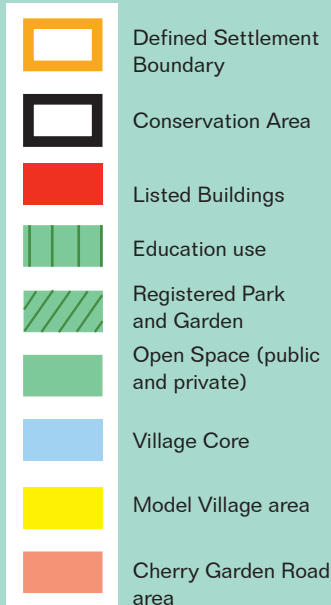 Defined Settlement
Boundary
Conservation Area
Listed Buildings
Education use
Registered Park
and Garden
Open Space (public
and private)
Village Core
Model Village area
Cherry Garden Road
area